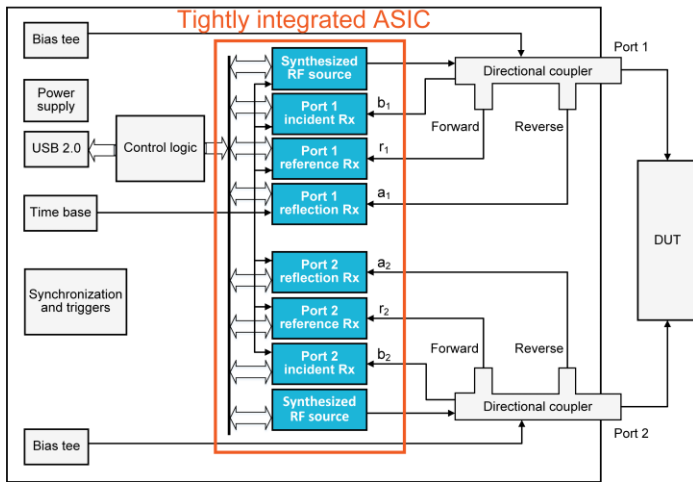 Tightly integrated ASIC
Bias tee
Port 1
Synthesized
RF source
Directional coupler
Power
supply
b1
Port 1
incident Rx
Forward
Reverse
USB 2.0
Control logic
r1
Port 1
reference Rx
a1
Port 1
reflection Rx
Time base
DUT
a2
Port 2
reflection Rx
Synchronization
and triggers
r2
Port 2
reference Rx
Forward
Reverse
b2
Port 2
incident Rx
Synthesized
RF source
Directional coupler
Port 2
Bias tee